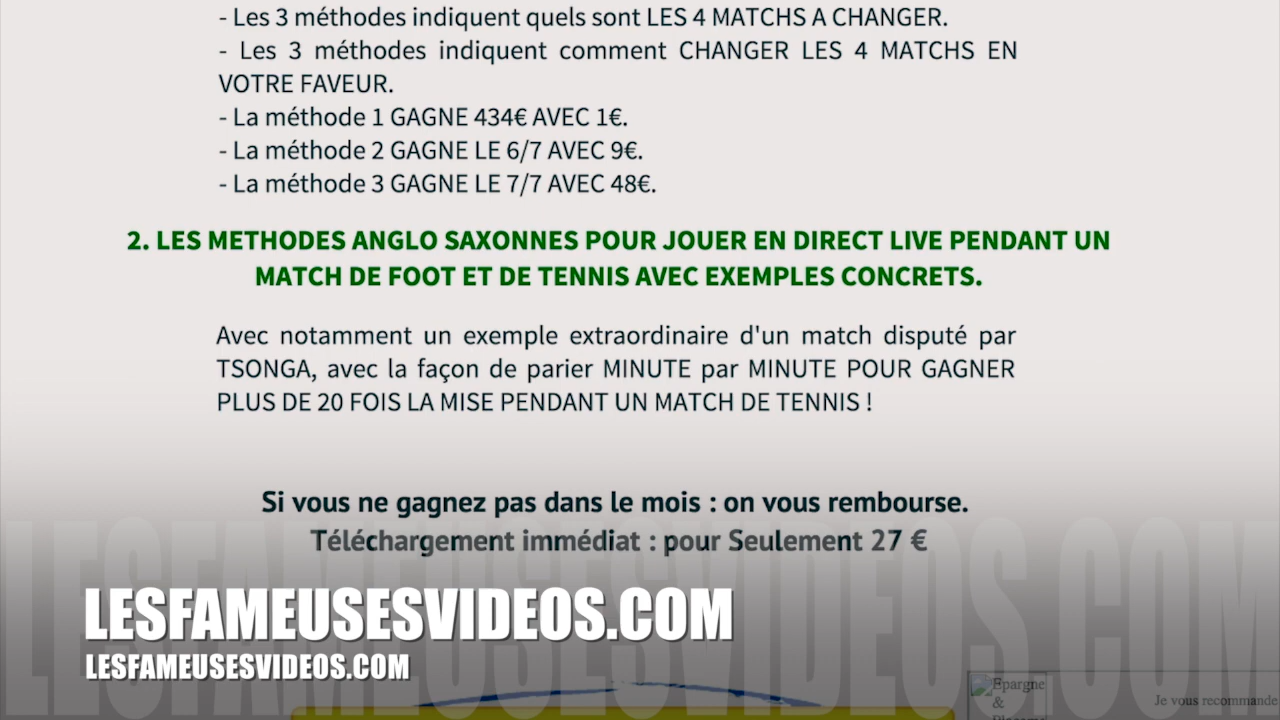 - Les 3 méthodes indiquent quels sont LES 4 MATCHS A CHANGER.
- Les 3 méthodes indiquent comment CHANGER LES 4 MATCHS EN
VOTRE FAVEUR.
- La méthode 1 GAGNE 434€ AVEC 1€.
- La méthode 2 GAGNE LE 6/7 AVEC 9€.
- La méthode 3 GAGNE LE 7/7 AVEC 48€.
2. LES METHODES ANGLO SAXONNES POUR JOUER EN DIRECT LIVE PENDANT UN
MATCH DE FOOT ET DE TENNIS AVEC EXEMPLES CONCRETS.
Avec notamment un exemple extraordinaire d'un match disputé par
TSONGA, avec la façon de parier MINUTE par MINUTE POUR GAGNER
PLUS DE 20 FOIS LA MISE PENDANT UN MATCH DE TENNIS !
Si vous ne gagnez pas dans le mois : on vous rembourse.
Téléchargement immédiat : pour Seulement 27 €
LESFAMEUSESVIDEOS.COM
LESFAMEUSESVIDEOS.COM
LESFAMEUSESVIDEOS.COM
Epargne
&
Je vous recommande